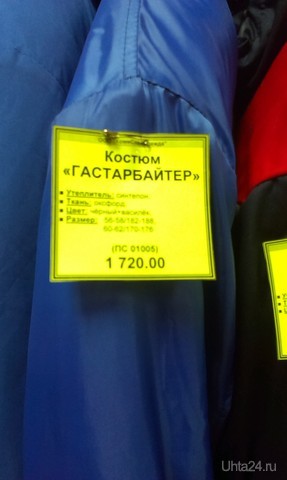 Костюм
«ГАСТАРБАЙТЕР»
Утеплитель: синтепон,
Ткань: оксфорд,
Цвет: чёрный+василёк,
Размер: 56-58/182-188,
60-62/170-176
(ПС 01005)
1 720.00
Uhta24.ru